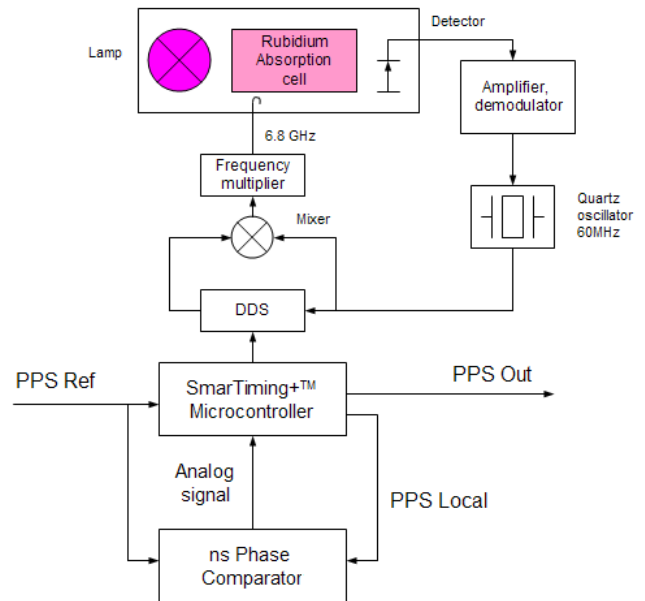 Lamp
Rubidium
Absorption
cell
Detector
Amplifier,
demodulator
6.8 GHz
Frequency
multiplier
Mixer
Quartz
oscillator
60MHz
DDS
PPS Ref
SmarTiming+™
Microcontroller
PPS Out
Analog
signal
PPS Local
ns Phase
Comparator